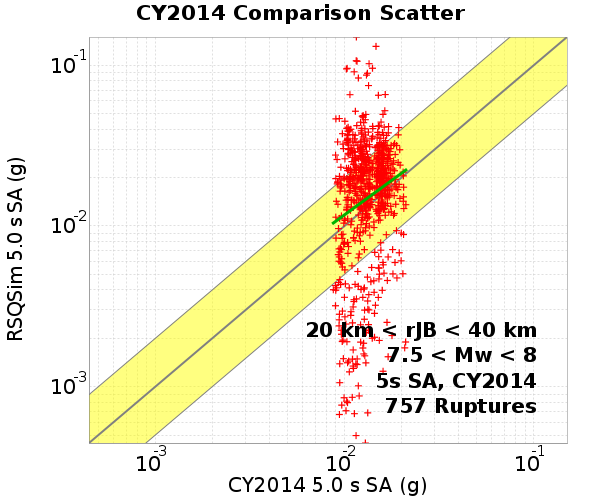 CY2014 Comparison Scatter
RSQSim 5.0 s SA (g)
10-1
10-2
10-3
20 km < rJB < 40 km
7.5 < Mw < 8
5s SA, CY2014
757 Ruptures
10-3 10-2 10-1
CY2014 5.0 s SA (g)